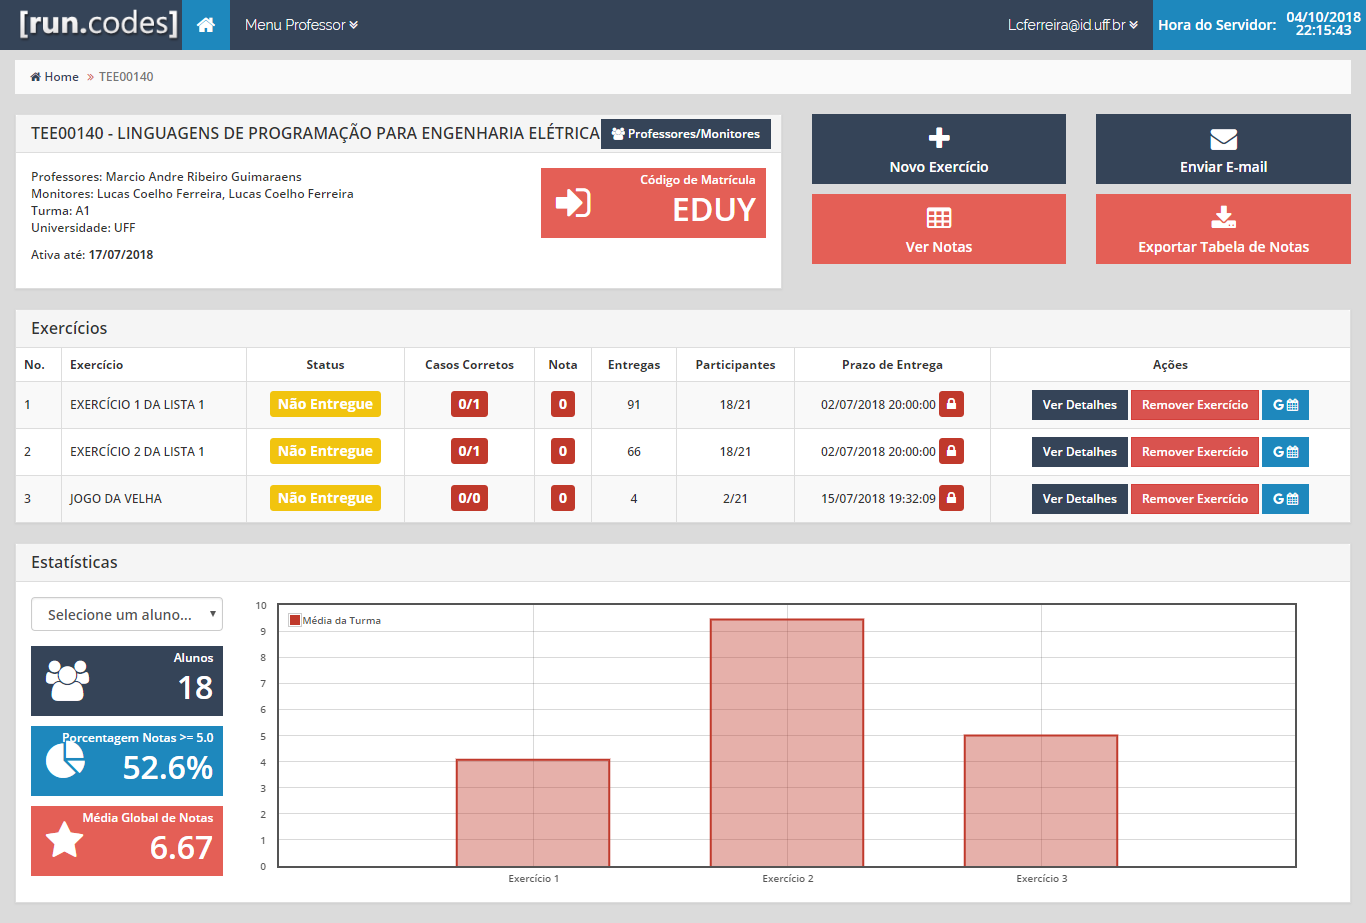 [run.codes]
Menu Professor
Lcferreira@id.uff.br
Hora do Servidor:
04/10/2018
22:15:43
Home » TEE00140
TEE00140 - LINGUAGENS DE PROGRAMAÇÃO PARA ENGENHARIA ELÉTRICA
Professores/Monitores
Professores: Marcio Andre Ribeiro Guimaraens
Monitores: Lucas Coelho Ferreira, Lucas Coelho Ferreira
Turma: A1
Universidade: UFF
Ativa até: 17/07/2018
Código de Matrícula
EDUY
Novo Exercício
Enviar E-mail
Ver Notas
Exportar Tabela de Notas
Exercícios
No. Exercício Status Casos Corretos Nota Entregas Participantes Prazo de Entrega Ações
1 EXERCÍCIO 1 DA LISTA 1 Não Entregue 0/1 0 91 18/21 02/07/2018 20:00:00 Ver Detalhes Remover Exercício G
2 EXERCÍCIO 2 DA LISTA 1 Não Entregue 0/1 0 66 18/21 02/07/2018 20:00:00 Ver Detalhes Remover Exercício G
3 JOGO DA VELHA Não Entregue 0/0 0 4 2/21 15/07/2018 19:32:09 Ver Detalhes Remover Exercício G
Estatísticas
Selecione um aluno...
Alunos
18
Porcentagem Notas >= 5.0
52.6%
Média Global de Notas
6.67
Média da Turma
10
9
8
7
6
5
4
3
2
1
0
Exercício 1 Exercício 2 Exercício 3